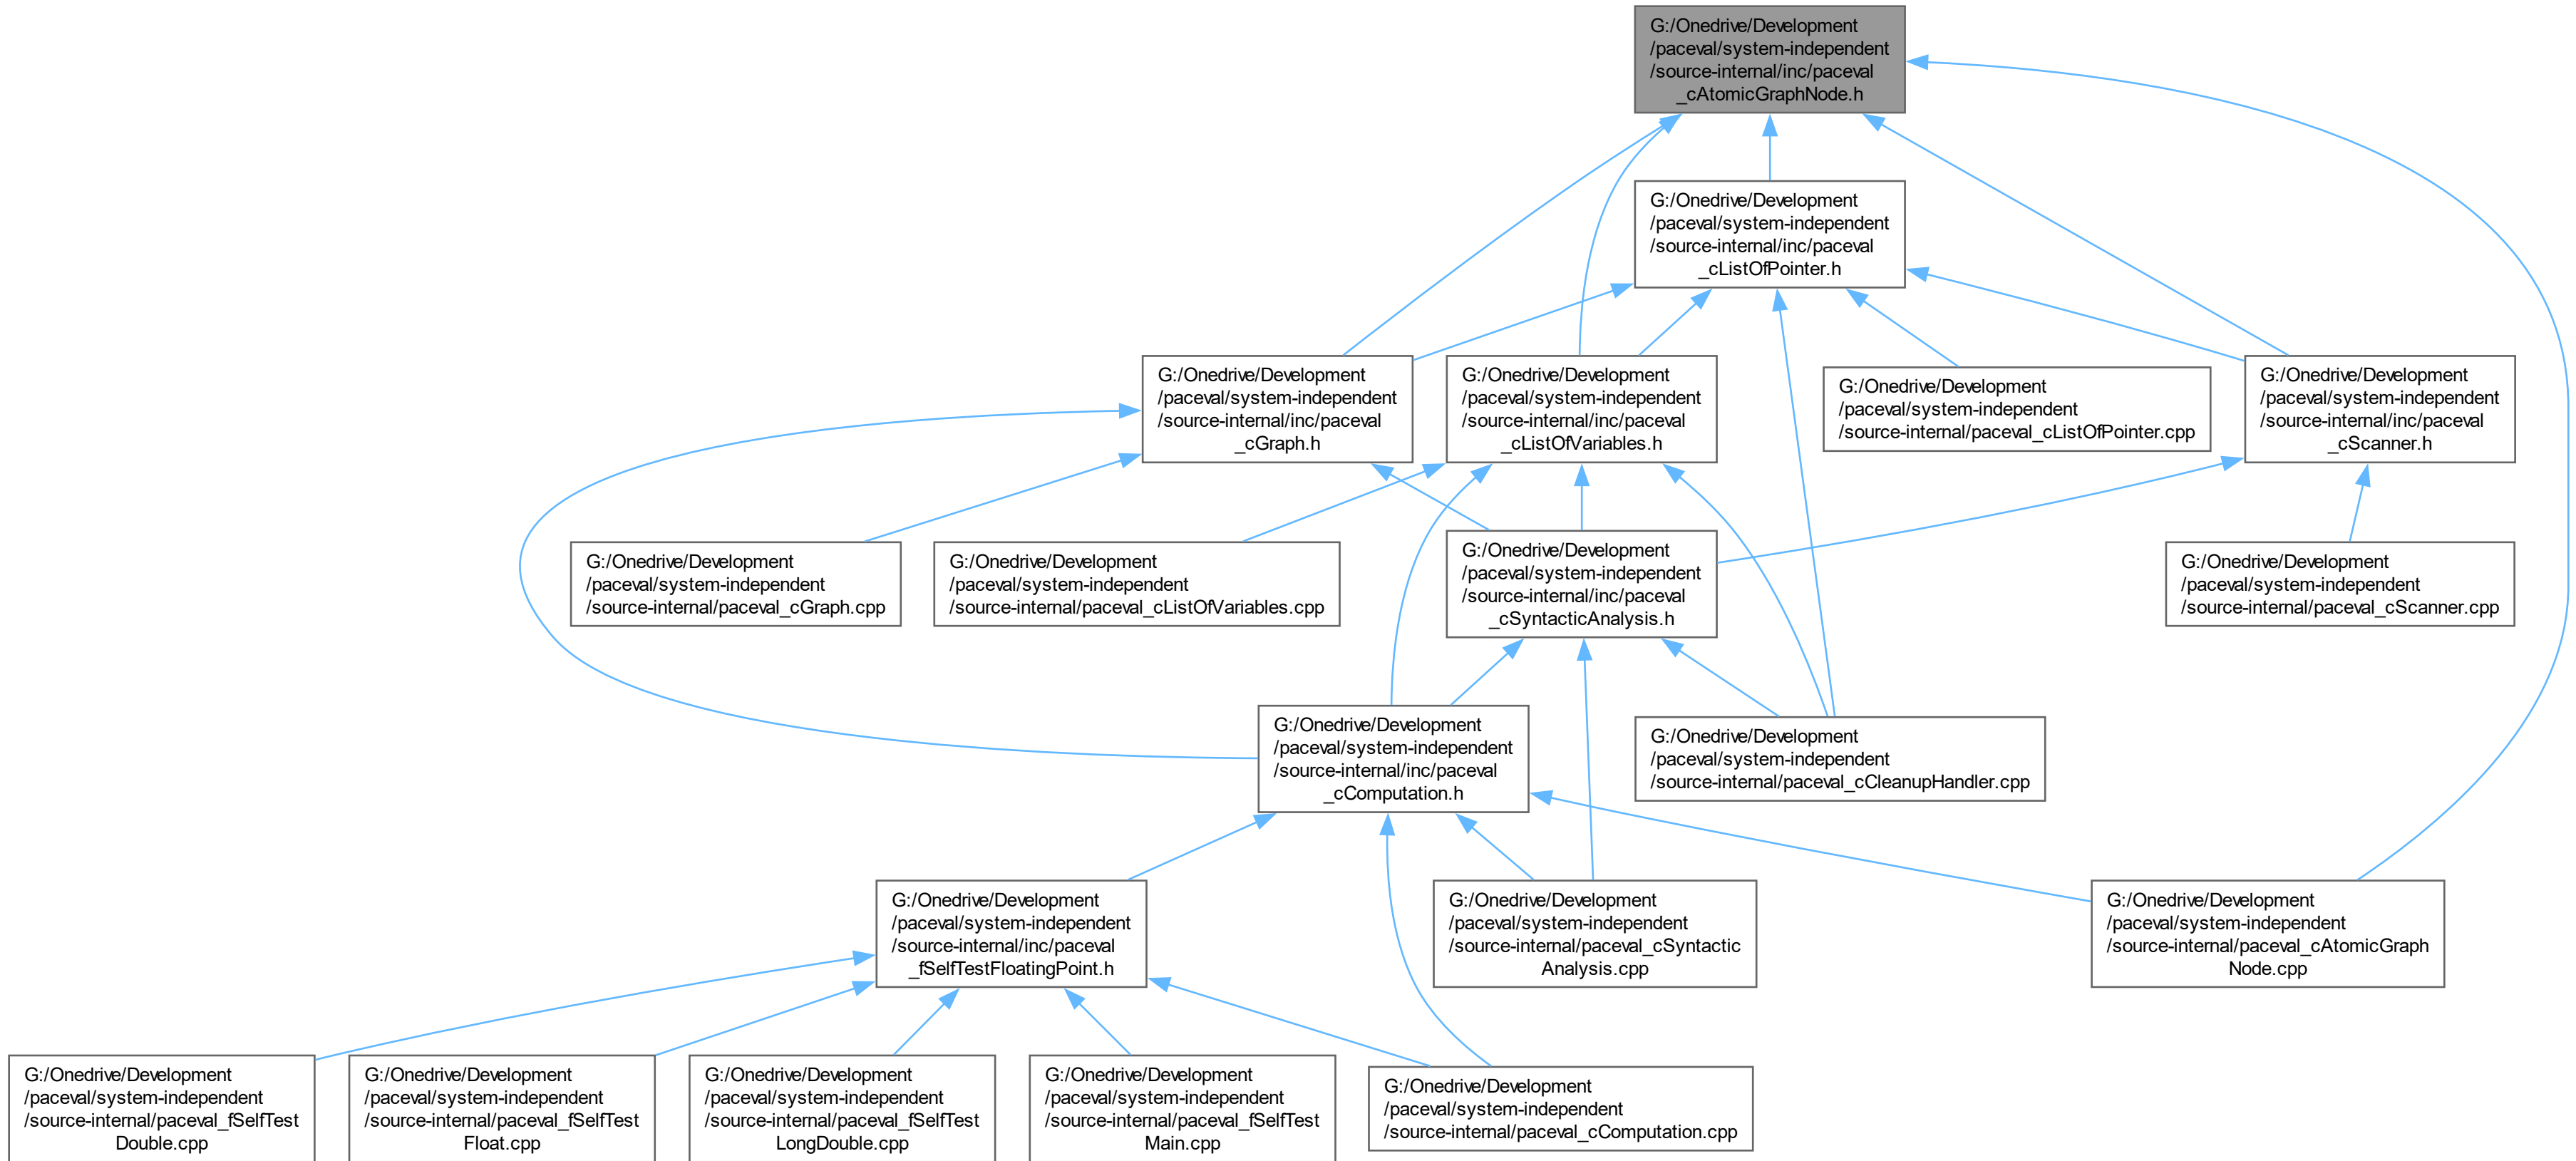 G:/Onedrive/Development
/paceval/system-independent
/source-internal/inc/paceval
_cAtomicGraphNode.h
G:/Onedrive/Development
/paceval/system-independent
/source-internal/inc/paceval
_cListOfPointer.h
G:/Onedrive/Development
/paceval/system-independent
/source-internal/inc/paceval
_cGraph.h
G:/Onedrive/Development
/paceval/system-independent
/source-internal/inc/paceval
_cListOfVariables.h
G:/Onedrive/Development
/paceval/system-independent
/source-internal/paceval_cListOfPointer.cpp
G:/Onedrive/Development
/paceval/system-independent
/source-internal/inc/paceval
_cScanner.h
G:/Onedrive/Development
/paceval/system-independent
/source-internal/paceval_cGraph.cpp
G:/Onedrive/Development
/paceval/system-independent
/source-internal/paceval_cListOfVariables.cpp
G:/Onedrive/Development
/paceval/system-independent
/source-internal/inc/paceval
_cSyntacticAnalysis.h
G:/Onedrive/Development
/paceval/system-independent
/source-internal/paceval_cScanner.cpp
G:/Onedrive/Development
/paceval/system-independent
/source-internal/inc/paceval
_cComputation.h
G:/Onedrive/Development
/paceval/system-independent
/source-internal/paceval_cCleanupHandler.cpp
G:/Onedrive/Development
/paceval/system-independent
/source-internal/inc/paceval
_fSelfTestFloatingPoint.h
G:/Onedrive/Development
/paceval/system-independent
/source-internal/paceval_cSyntactic
Analysis.cpp
G:/Onedrive/Development
/paceval/system-independent
/source-internal/paceval_cAtomicGraph
Node.cpp
G:/Onedrive/Development
/paceval/system-independent
/source-internal/paceval_fSelfTest
Double.cpp
G:/Onedrive/Development
/paceval/system-independent
/source-internal/paceval_fSelfTest
Float.cpp
G:/Onedrive/Development
/paceval/system-independent
/source-internal/paceval_fSelfTest
LongDouble.cpp
G:/Onedrive/Development
/paceval/system-independent
/source-internal/paceval_fSelfTest
Main.cpp
G:/Onedrive/Development
/paceval/system-independent
/source-internal/paceval_cComputation.cpp